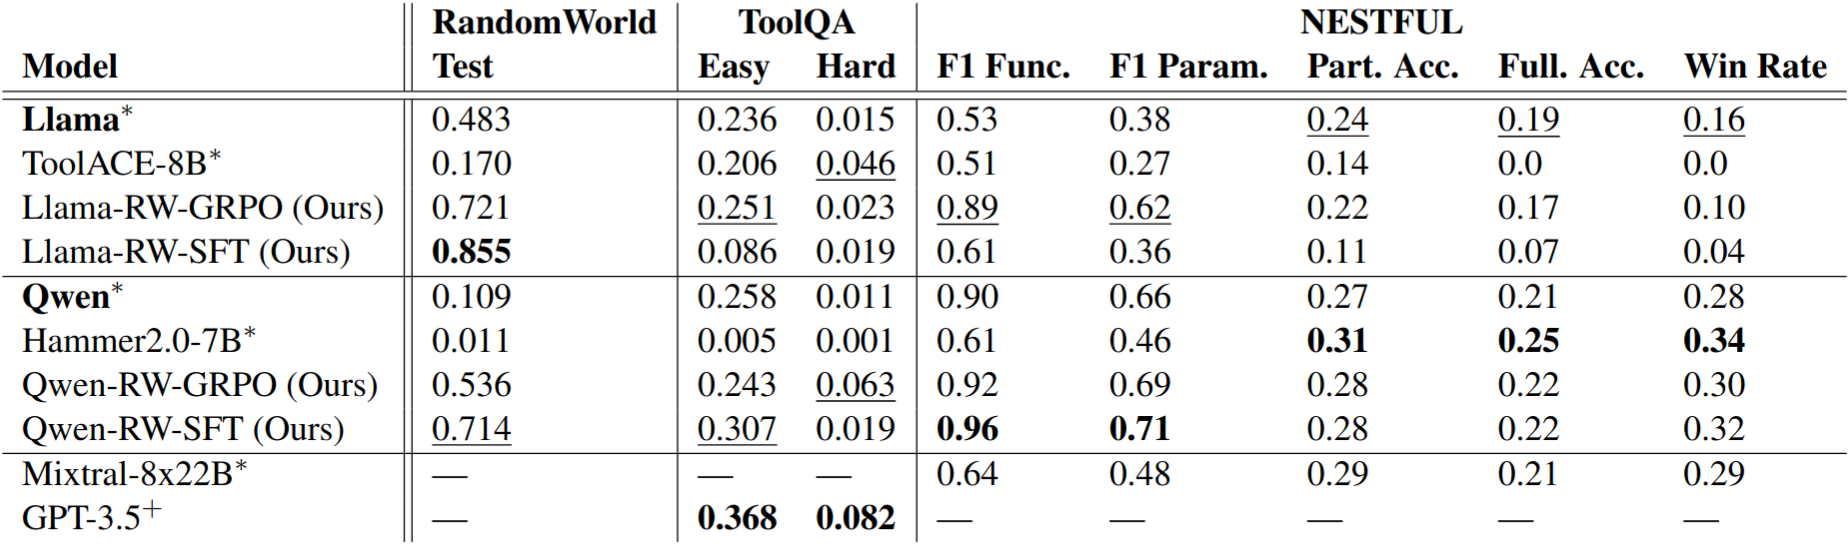 RandomWorld ToolQA NESTFUL
Model Test Easy Hard F1 Func. F1 Param. Part. Acc. Full. Acc. Win Rate
Llama* 0.483 0.236 0.015 0.53 0.38 0.24 0.19 0.16
ToolACE-8B* 0.170 0.206 0.046 0.51 0.27 0.14 0.0 0.0
Llama-RW-GRPO (Ours) 0.721 0.251 0.023 0.89 0.62 0.22 0.17 0.10
Llama-RW-SFT (Ours) 0.855 0.086 0.019 0.61 0.36 0.11 0.07 0.04
Qwen* 0.109 0.258 0.011 0.90 0.66 0.27 0.21 0.28
Hammer2.0-7B* 0.011 0.005 0.001 0.61 0.46 0.31 0.25 0.34
Qwen-RW-GRPO (Ours) 0.536 0.243 0.063 0.92 0.69 0.28 0.22 0.30
Qwen-RW-SFT (Ours) 0.714 0.307 0.019 0.96 0.71 0.28 0.22 0.32
Mixtral-8x22B* — — — 0.64 0.48 0.29 0.21 0.29
GPT-3.5+ — 0.368 0.082 — — — — —